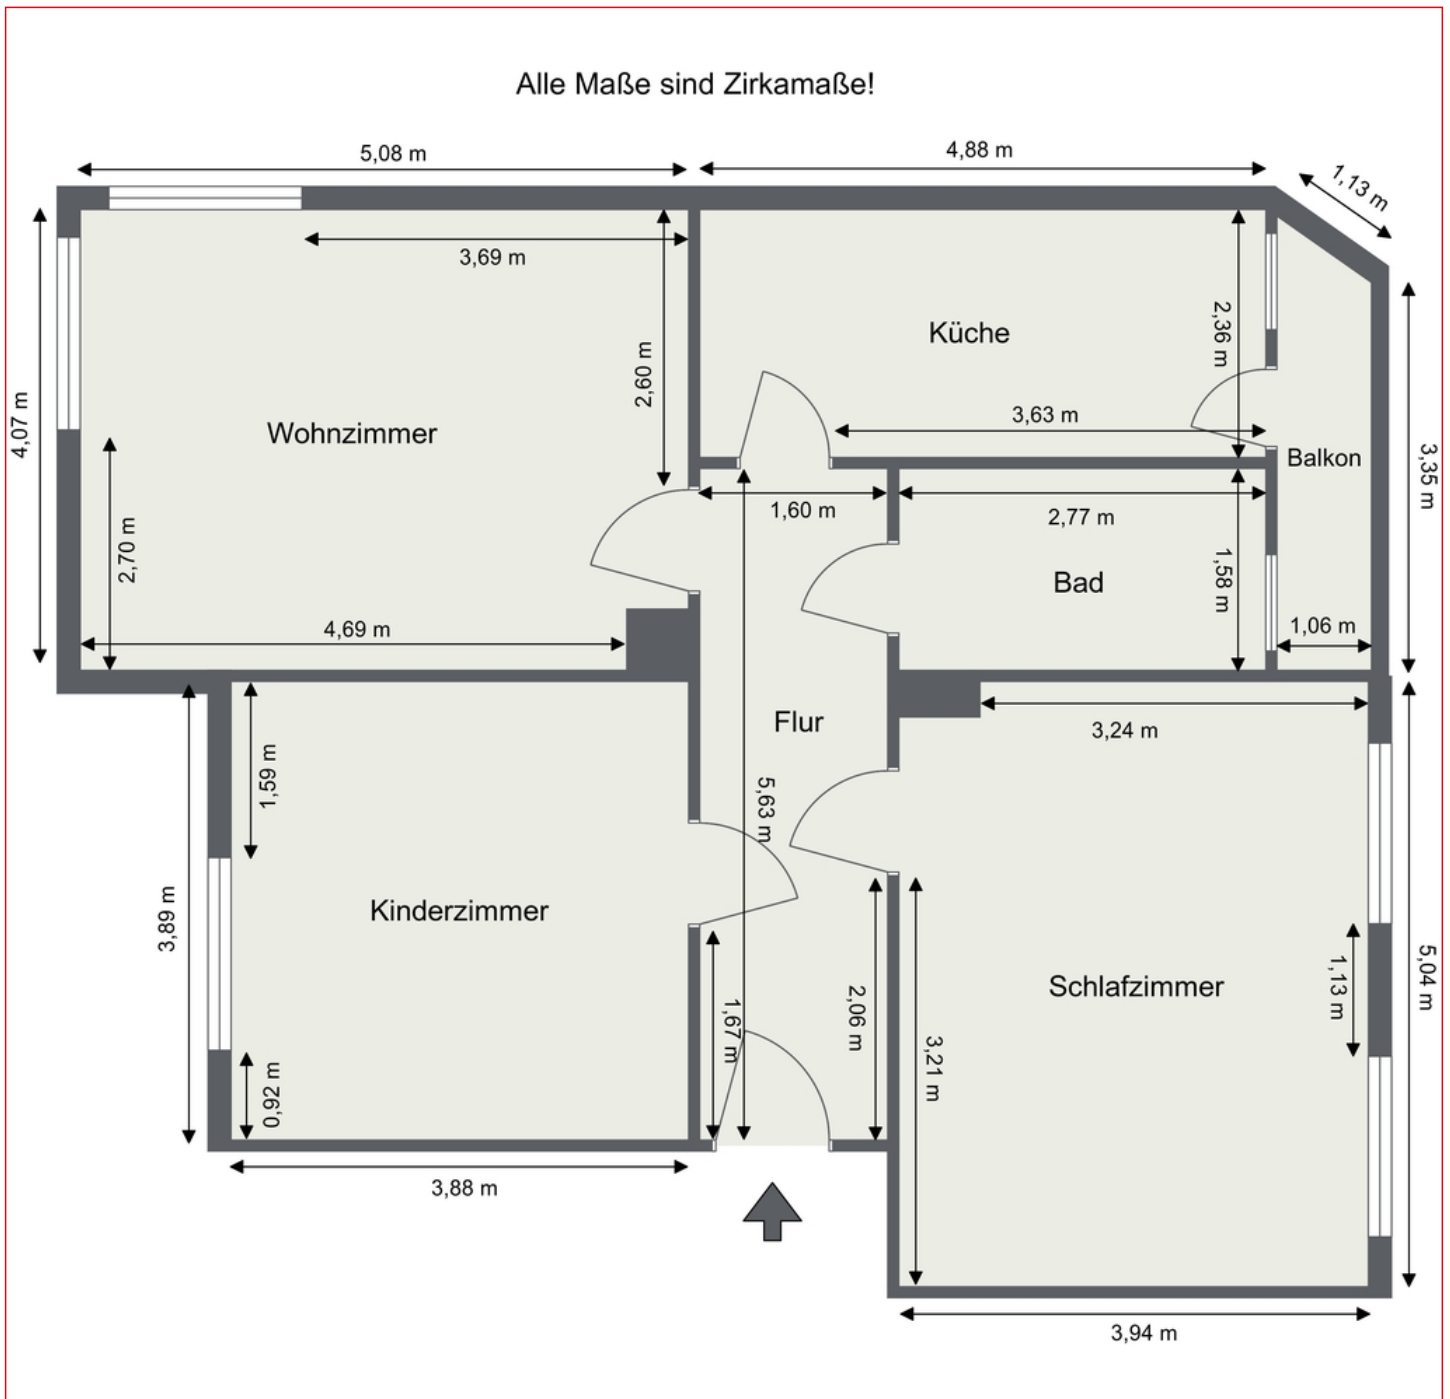 Alle Maße sind Zirkamaße!
5,08 m
4,88 m
1,13 m
3,69 m
4,07 m
2,60 m
Küche
2,36 m
Wohnzimmer
3,63 m
Balkon
3,35 m
1,60 m
2,77 m
2,70 m
Bad
1,58 m
4,69 m
1,06 m
Flur
3,24 m
1,59 m
5,63 m
3,89 m
Kinderzimmer
Schlafzimmer
1,13 m
5,04 m
1,67 m
2,06 m
3,21 m
0,92 m
3,88 m
3,94 m